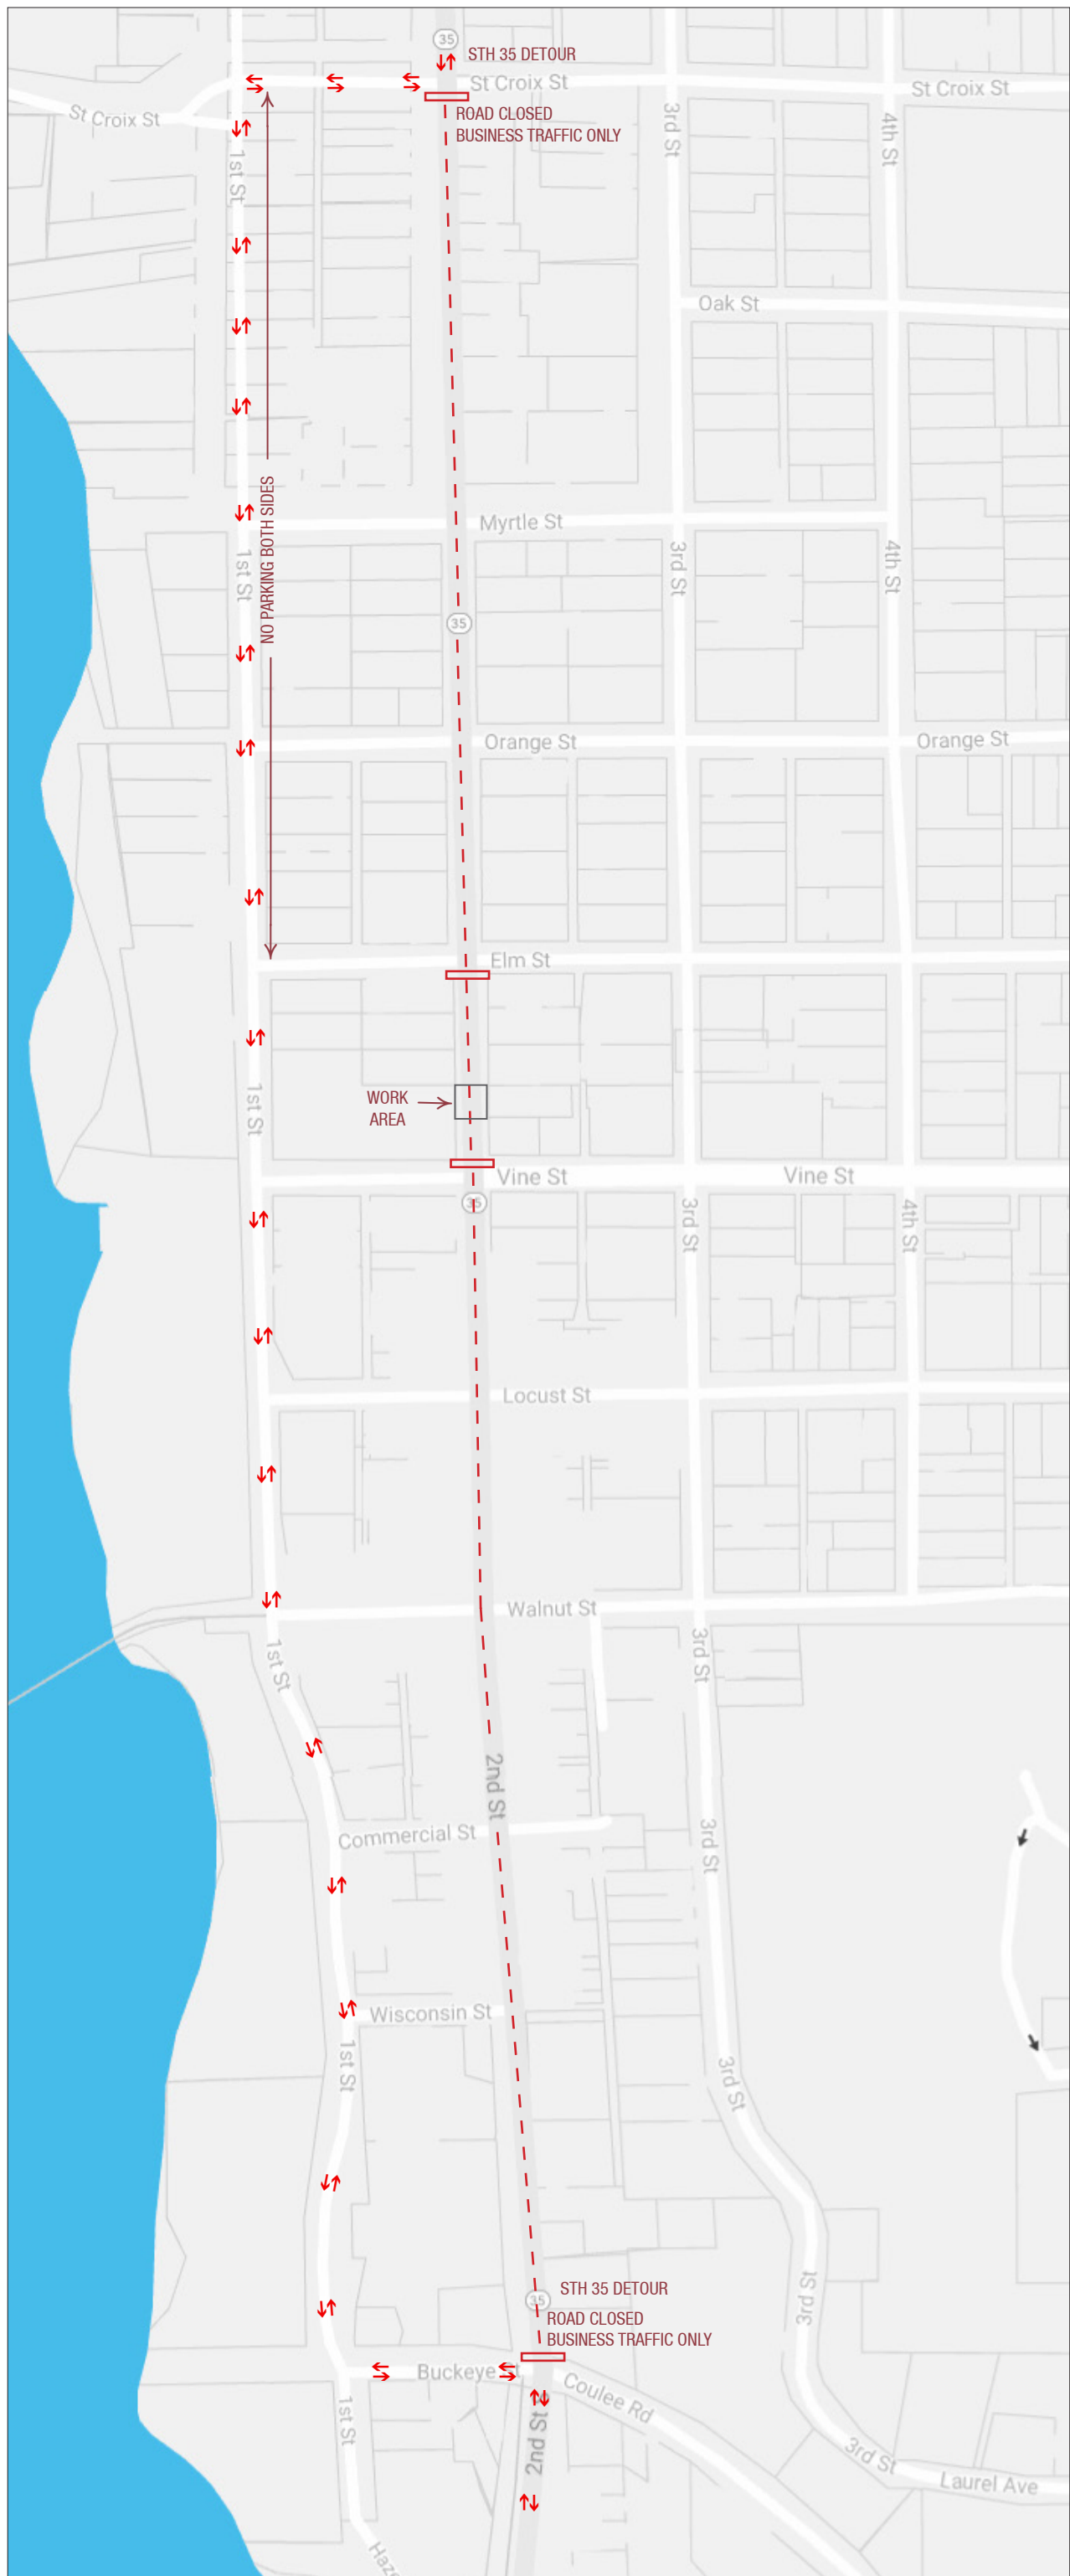 35
STH 35 DETOUR
St Croix St
St Croix St
ROAD CLOSED
BUSINESS TRAFFIC ONLY
St Croix St
1st St
3rd St
4th St
Oak St
NO PARKING BOTH SIDES
Myrtle St
1st St
3rd St
4th St
35
Orange St
Orange St
Elm St
WORK
AREA
1st St
Vine St
Vine St
35
3rd St
4th St
Locust St
Walnut St
1st St
3rd St
2nd St
Commercial St
3rd St
Wisconsin St
1st St
3rd St
STH 35 DETOUR
35
3rd St
ROAD CLOSED
BUSINESS TRAFFIC ONLY
Buckeye St
Coulee Rd
1st St
2nd St
3rd St
Laurel Ave